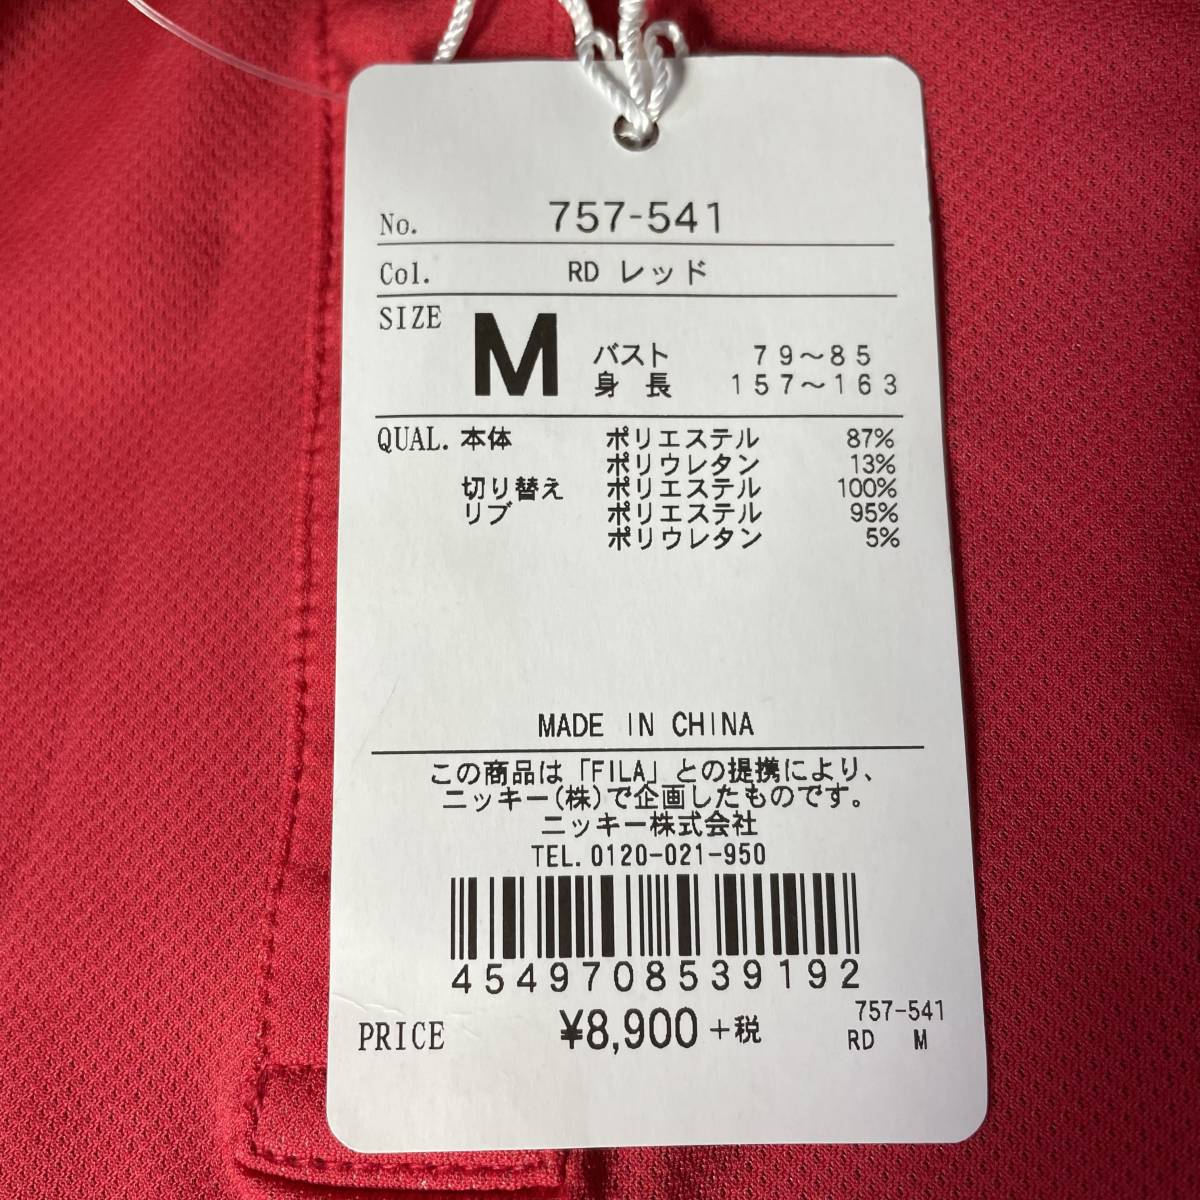 No. 757-541
Col. RD レッド
SIZE M バスト 79～85
身長 157～163
QUAL. 本体 ポリエステル 87%
ポリウレタン 13%
切り替え ポリエステル 100%
リブ ポリエステル 95%
ポリウレタン 5%
MADE IN CHINA
この商品は「FILA」との提携により、
ニッキー(株)で企画したものです。
ニッキー株式会社
TEL.0120-021-950
4549708539192
PRICE ¥8,900+税 757-541
RD M